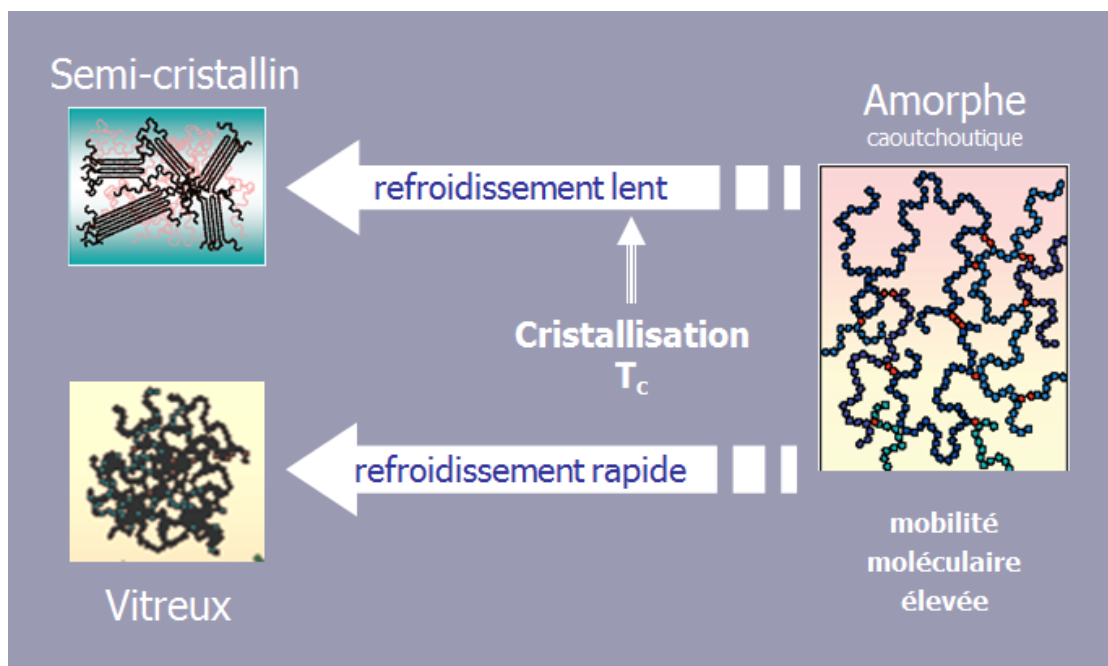 Semi-cristallin
Amorphe
caoutchoutique
refroidissement lent
Cristallisation
Tc
refroidissement rapide
mobilité
moléculaire
élevée
Vitreux